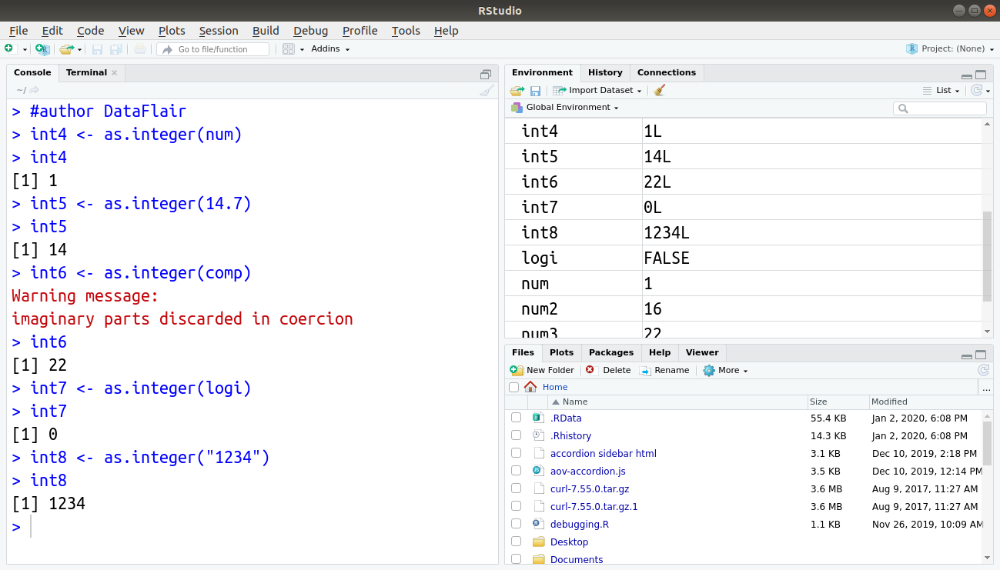 RStudio
File Edit Code View Plots Session Build Debug Profile Tools Help
Go to file/function Addins Project: (None)
Console Terminal
~/
> #author DataFlair
> int4 <- as.integer(num)
> int4
[1] 1
> int5 <- as.integer(14.7)
> int5
[1] 14
> int6 <- as.integer(comp)
Warning message:
imaginary parts discarded in coercion
> int6
[1] 22
> int7 <- as.integer(logi)
> int7
[1] 0
> int8 <- as.integer("1234")
> int8
[1] 1234
>
Environment History Connections
Import Dataset List
Global Environment
int4 1L
int5 14L
int6 22L
int7 0L
int8 1234L
logi FALSE
num 1
num2 16
num3 22
Files Plots Packages Help Viewer
New Folder Delete Rename More
Home ...
Name Size Modified
.RData 55.4 KB Jan 2, 2020, 6:08 PM
.Rhistory 14.3 KB Jan 2, 2020, 6:08 PM
accordion sidebar html 3.1 KB Dec 10, 2019, 2:18 PM
aov-accordion.js 3.5 KB Dec 10, 2019, 12:14 PM
curl-7.55.0.tar.gz 3.6 MB Aug 9, 2017, 11:27 AM
curl-7.55.0.tar.gz.1 3.6 MB Aug 9, 2017, 11:27 AM
debugging.R 1.1 KB Nov 26, 2019, 10:09 AM
Desktop
Documents